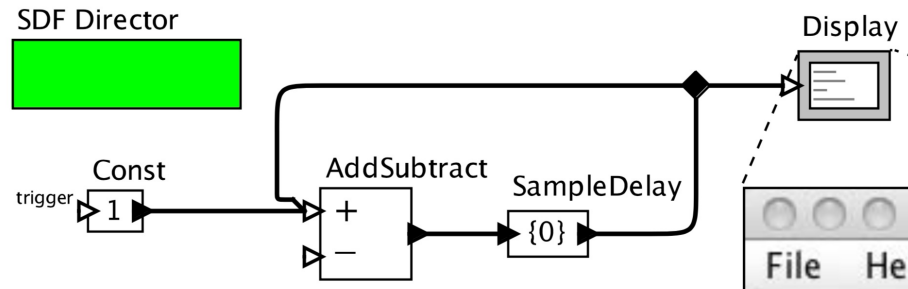 SDF Director
Display
Const
trigger
1
AddSubtract
+
−
SampleDelay
{0}
File He